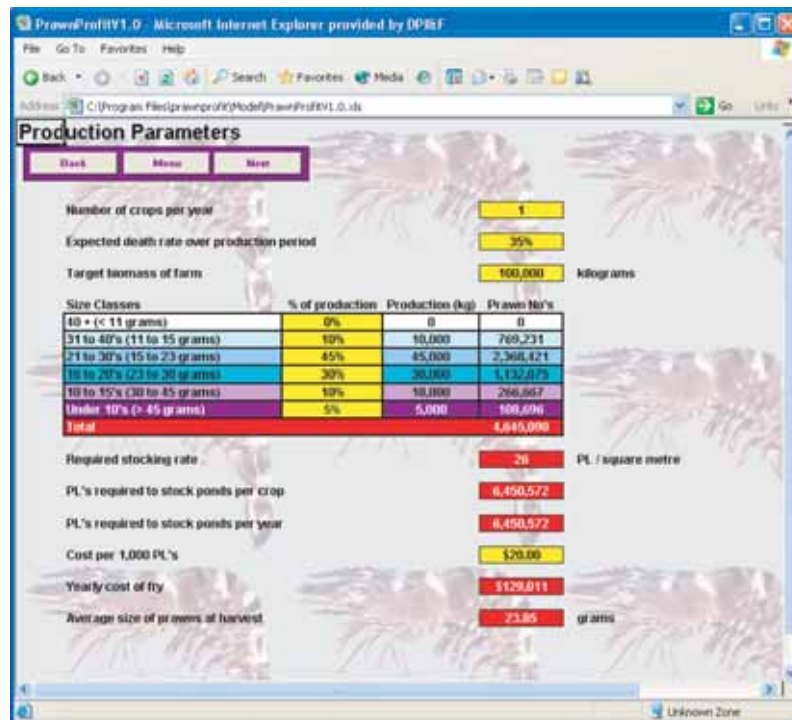 PrawnProfitV1.0 - Microsoft Internet Explorer provided by DPI&F
File Go To Favorites Help
Back Search Favorites Media
Address C:\Program Files\prawnprofit\Model\PrawnProfitV1.0.xls Go Links
Production Parameters
Back Menu Next
Number of crops per year 1
Expected death rate over production period 35%
Target biomass of farm 100,000 kilograms
Size Classes % of production Production (kg) Prawn No's
40 + (< 11 grams) 0% 0 0
31 to 40's (11 to 15 grams) 10% 10,000 769,231
21 to 30's (15 to 23 grams) 45% 45,000 2,368,421
16 to 20's (23 to 30 grams) 30% 30,000 1,132,075
10 to 15's (30 to 45 grams) 10% 10,000 266,667
Under 10's (> 45 grams) 5% 5,000 108,696
Total 4,645,090
Required stocking rate 26 PL / square metre
PL's required to stock ponds per crop 6,450,572
PL's required to stock ponds per year 6,450,572
Cost per 1,000 PL's $20.00
Yearly cost of fry $129,011
Average size of prawns at harvest 23.85 grams
Unknown Zone